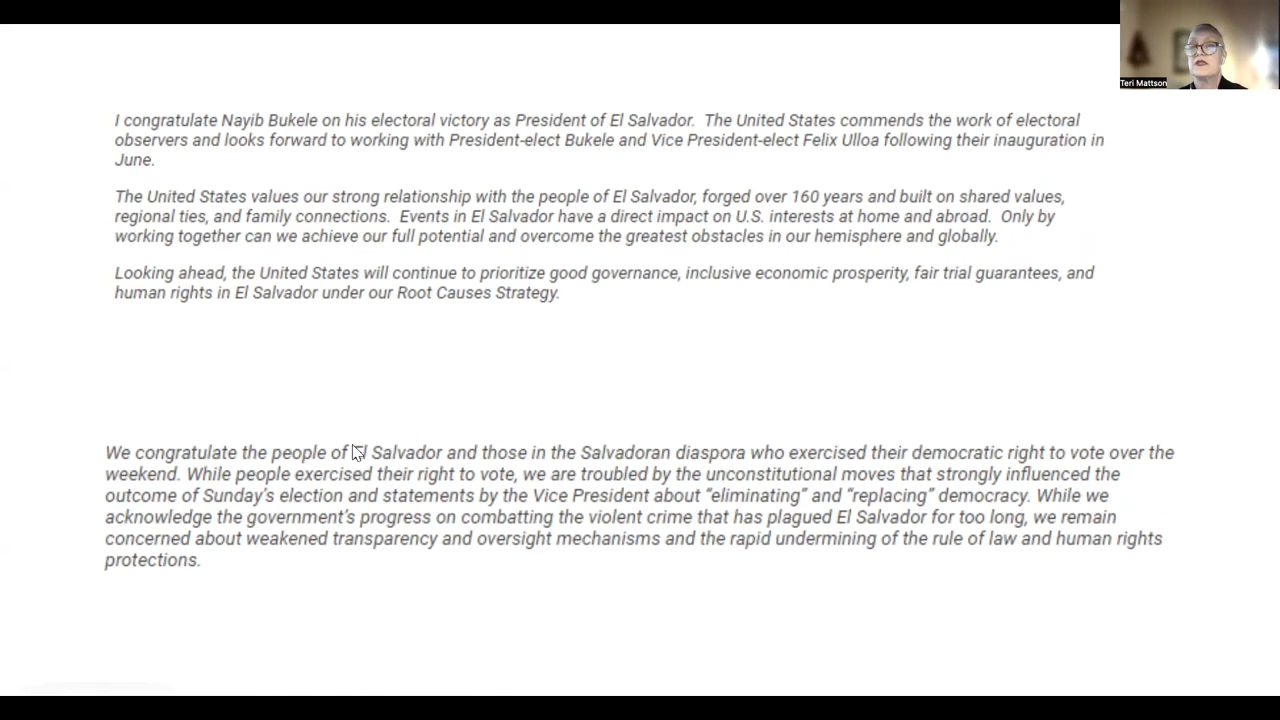 Teri Mattson
I congratulate Nayib Bukele on his electoral victory as President of El Salvador.  The United States commends the work of electoral
observers and looks forward to working with President-elect Bukele and Vice President-elect Felix Ulloa following their inauguration in
June.
The United States values our strong relationship with the people of El Salvador, forged over 160 years and built on shared values,
regional ties, and family connections.  Events in El Salvador have a direct impact on U.S. interests at home and abroad.  Only by
working together can we achieve our full potential and overcome the greatest obstacles in our hemisphere and globally.
Looking ahead, the United States will continue to prioritize good governance, inclusive economic prosperity, fair trial guarantees, and
human rights in El Salvador under our Root Causes Strategy.
We congratulate the people of El Salvador and those in the Salvadoran diaspora who exercised their democratic right to vote over the
weekend. While people exercised their right to vote, we are troubled by the unconstitutional moves that strongly influenced the
outcome of Sunday’s election and statements by the Vice President about “eliminating” and “replacing” democracy. While we
acknowledge the government’s progress on combatting the violent crime that has plagued El Salvador for too long, we remain
concerned about weakened transparency and oversight mechanisms and the rapid undermining of the rule of law and human rights
protections.